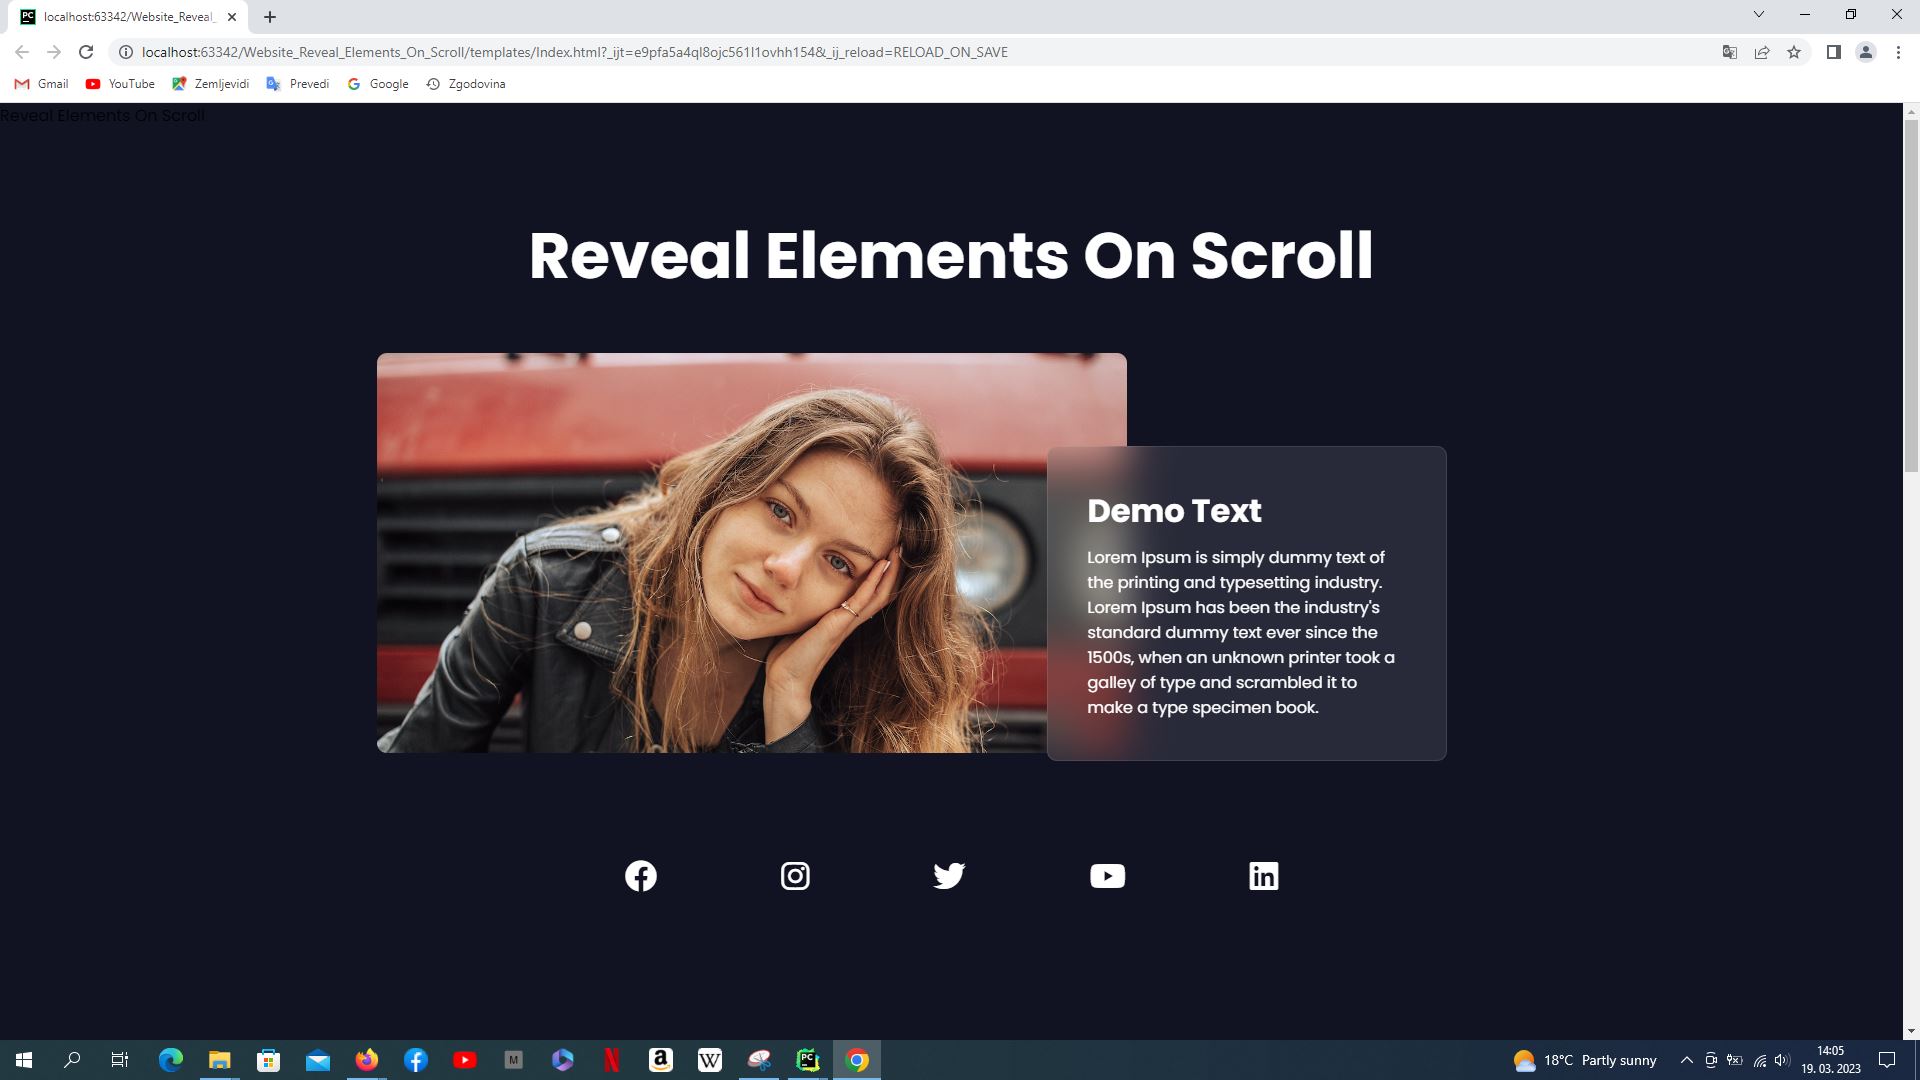 localhost:63342/Website_Reveal_
localhost:63342/Website_Reveal_Elements_On_Scroll/templates/Index.html?_ijt=e9pfa5a4ql8ojc561l1ovhh154&_ij_reload=RELOAD_ON_SAVE
Gmail YouTube Zemljevidi Prevedi Google Zgodovina
Reveal Elements On Scroll
Reveal Elements On Scroll
Demo Text
Lorem Ipsum is simply dummy text of
the printing and typesetting industry.
Lorem Ipsum has been the industry's
standard dummy text ever since the
1500s, when an unknown printer took a
galley of type and scrambled it to
make a type specimen book.
18°C Partly sunny
14:05
19. 03. 2023